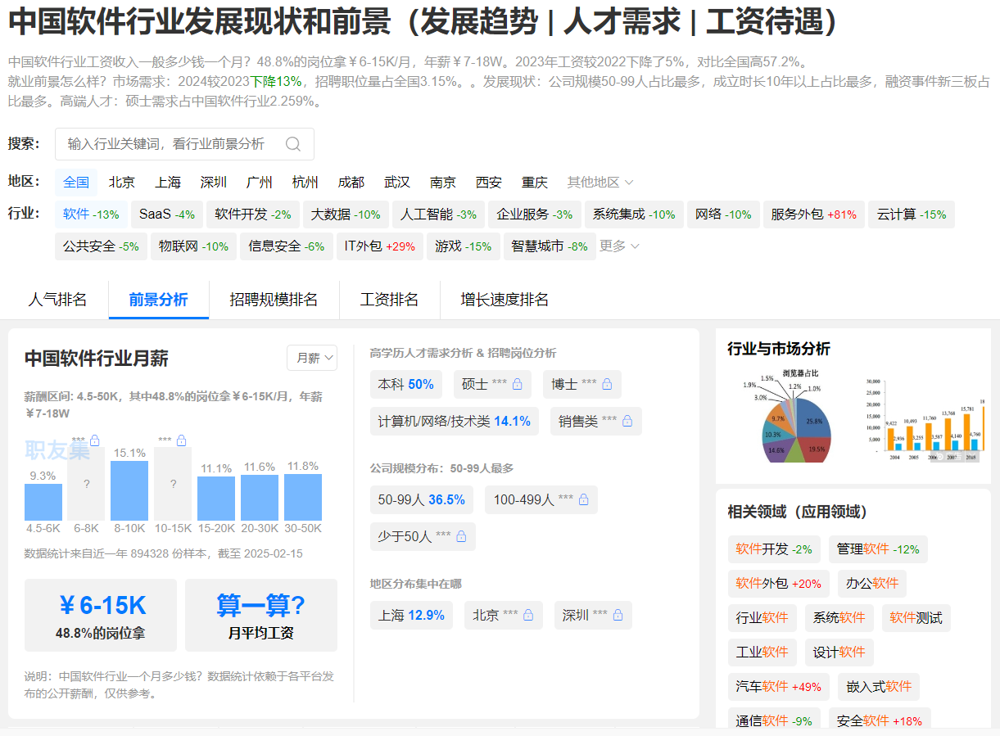 中国软件行业发展现状和前景（发展趋势 | 人才需求 | 工资待遇）
中国软件行业工资收入一般多少钱一个月？48.8%的岗位拿￥6-15K/月，年薪￥7-18W。2023年工资较2022下降了5%，对比全国高57.2%。
就业前景怎么样？市场需求：2024较2023下降13%，招聘职位量占全国3.15%。。发展现状：公司规模50-99人占比最多，成立时长10年以上占比最多，融资事件新三板占
比最多。高端人才：硕士需求占中国软件行业2.259%。
搜索： 输入行业关键词，看行业前景分析
地区： 全国 北京 上海 深圳 广州 杭州 成都 武汉 南京 西安 重庆 其他地区
行业： 软件 -13% SaaS -4% 软件开发 -2% 大数据 -10% 人工智能 -3% 企业服务 -3% 系统集成 -10% 网络 -10% 服务外包 +81% 云计算 -15%
公共安全 -5% 物联网 -10% 信息安全 -6% IT外包 +29% 游戏 -15% 智慧城市 -8% 更多
人气排名 前景分析 招聘规模排名 工资排名 增长速度排名
中国软件行业月薪 月薪
薪酬区间: 4.5-50K，其中48.8%的岗位拿￥6-15K/月，年薪
￥7-18W
职友集
*** ***
9.3% ? 15.1% ? 11.1% 11.6% 11.8%
4.5-6K 6-8K 8-10K 10-15K 15-20K 20-30K 30-50K
数据统计来自近一年 894328 份样本，截至 2025-02-15
￥6-15K
48.8%的岗位拿
算一算?
月平均工资
说明：中国软件行业一个月多少钱？数据统计依赖于各平台发
布的公开薪酬，仅供参考。
高学历人才需求分析 & 招聘岗位分析
本科 50% 硕士 *** 博士 ***
计算机/网络/技术类 14.1% 销售类 ***
公司规模分布：50-99人最多
50-99人 36.5% 100-499人 ***
少于50人 ***
地区分布集中在哪
上海 12.9% 北京 *** 深圳 ***
行业与市场分析
浏览器占比
1.5% 1.2% 1.0%
1.9%
3.0%
9.7% 25.8%
10.3%
14.6% 19.5%
30,000
25,000
20,000
15,000
10,000
5,000
-
9,422 10,493 11,760 13,768 15,781 18
2,936 3,255 3,587 4,140 4,760
2004 2005 2006 2007 2018
相关领域（应用领域）
软件开发 -2% 管理软件 -12%
软件外包 +20% 办公软件
行业软件 系统软件 软件测试
工业软件 设计软件
汽车软件 +49% 嵌入式软件
通信软件 -9% 安全软件 +18%